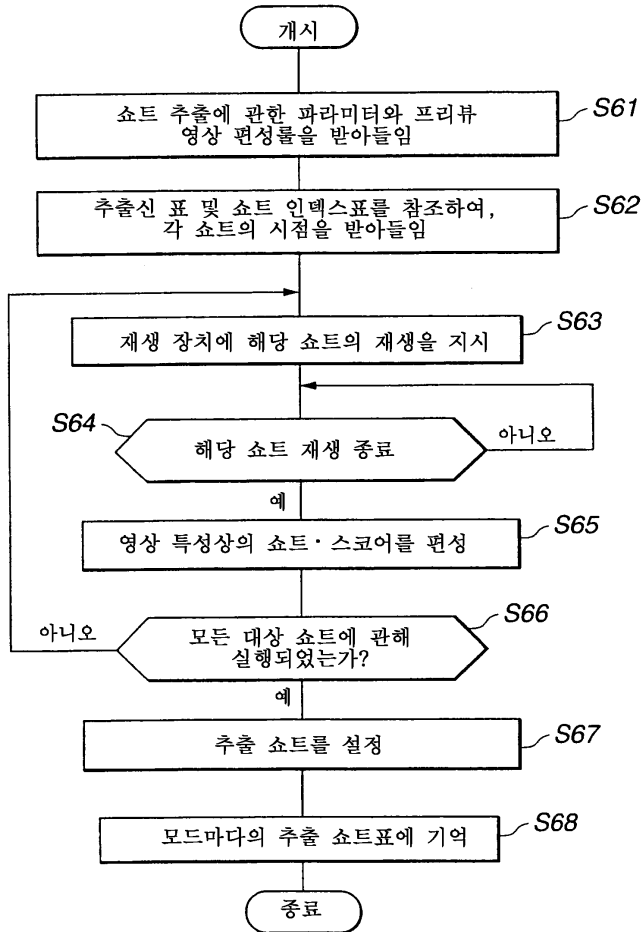 개시
쇼트 추출에 관한 파라미터와 프리뷰
영상 편성룰을 받아들임
S61
추출신 표 및 쇼트 인덱스표를 참조하여,
각 쇼트의 시점을 받아들임
S62
재생 장치에 해당 쇼트의 재생을 지시
S63
S64
해당 쇼트 재생 종료
아니오
예
영상 특성상의 쇼트·스코어를 편성
S65
아니오
모든 대상 쇼트에 관해
실행되었는가?
S66
예
추출 쇼트를 설정
S67
모드마다의 추출 쇼트표에 기억
S68
종료